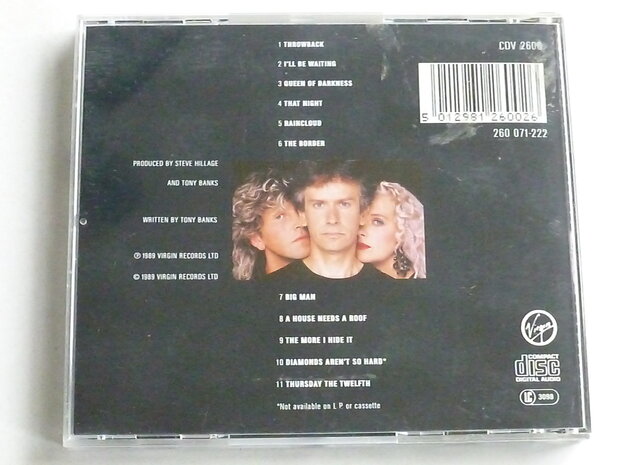 1 THROWBACK
2 I'LL BE WAITING
3 QUEEN OF DARKNESS
4 THAT NIGHT
5 RAINCLOUD
6 THE BORDER
CDV 2600
5 012981 260026
260 071-222
PRODUCED BY STEVE HILLAGE
AND TONY BANKS
WRITTEN BY TONY BANKS
℗ 1989 VIRGIN RECORDS LTD
© 1989 VIRGIN RECORDS LTD
7 BIG MAN
8 A HOUSE NEEDS A ROOF
9 THE MORE I HIDE IT
10 DIAMONDS AREN'T SO HARD*
11 THURSDAY THE TWELFTH
*Not available on L.P. or cassette
Virgin
COMPACT
disc
DIGITAL AUDIO
LC 3098